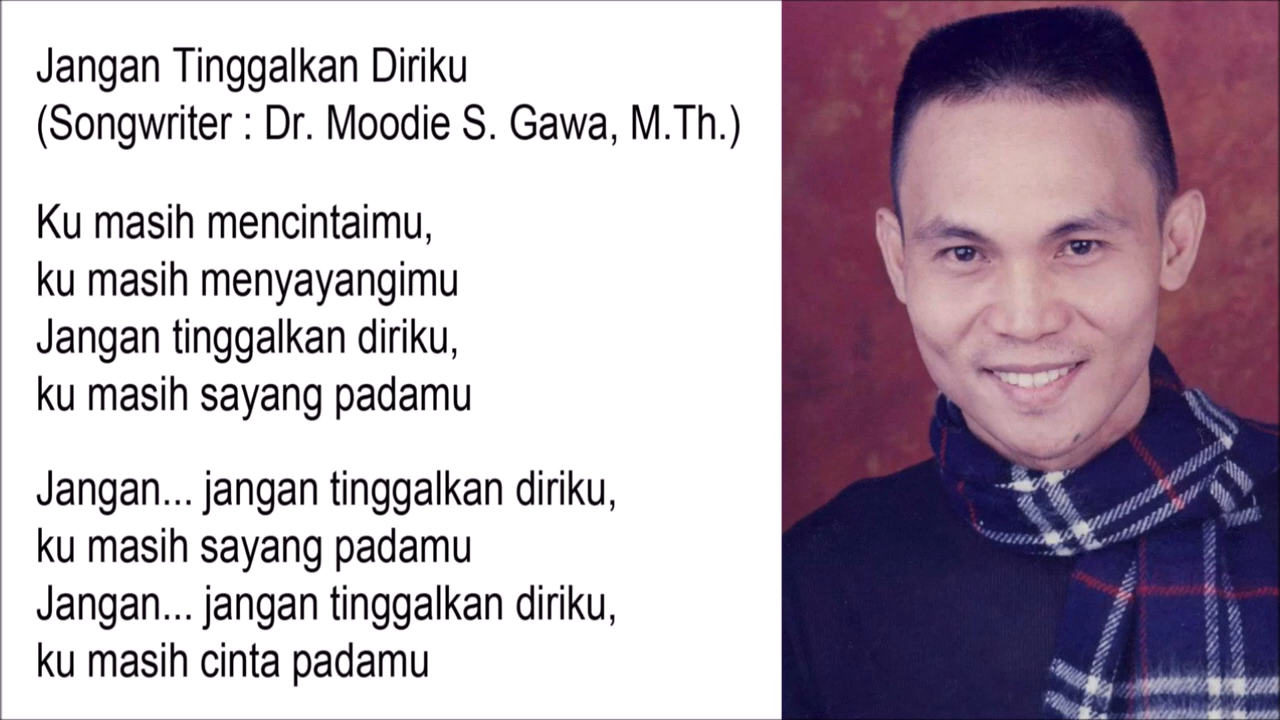 Jangan Tinggalkan Diriku
(Songwriter : Dr. Moodie S. Gawa, M.Th.)
Ku masih mencintaimu,
ku masih menyayangimu
Jangan tinggalkan diriku,
ku masih sayang padamu
Jangan... jangan tinggalkan diriku,
ku masih sayang padamu
Jangan... jangan tinggalkan diriku,
ku masih cinta padamu